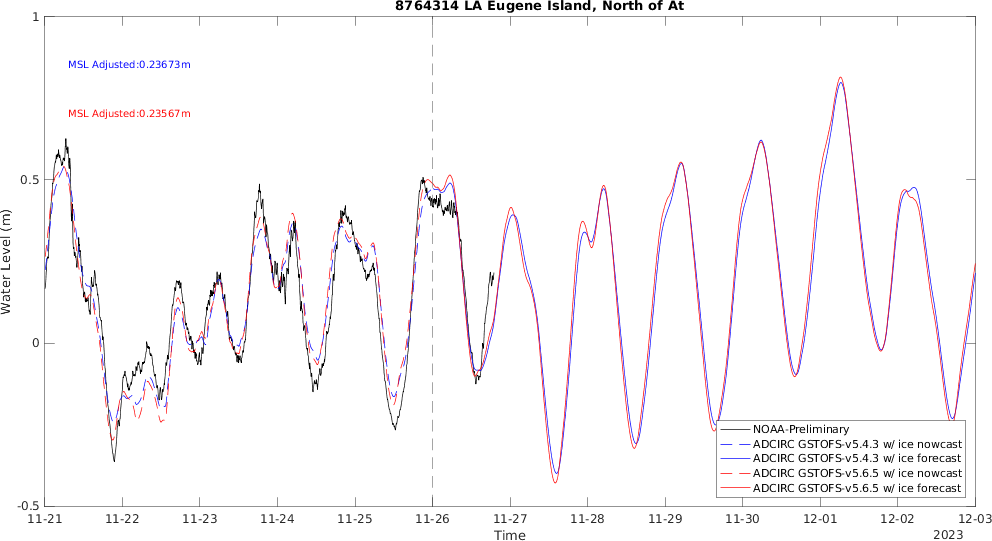 8764314 LA Eugene Island, North of At
1
MSL Adjusted:0.23673m
MSL Adjusted:0.23567m
0.5
Water Level (m)
0
-0.5
NOAA-Preliminary
ADCIRC GSTOFS-v5.4.3 w/ ice nowcast
ADCIRC GSTOFS-v5.4.3 w/ ice forecast
ADCIRC GSTOFS-v5.6.5 w/ ice nowcast
ADCIRC GSTOFS-v5.6.5 w/ ice forecast
11-21 11-22 11-23 11-24 11-25 11-26 11-27 11-28 11-29 11-30 12-01 12-02 12-03
Time
2023